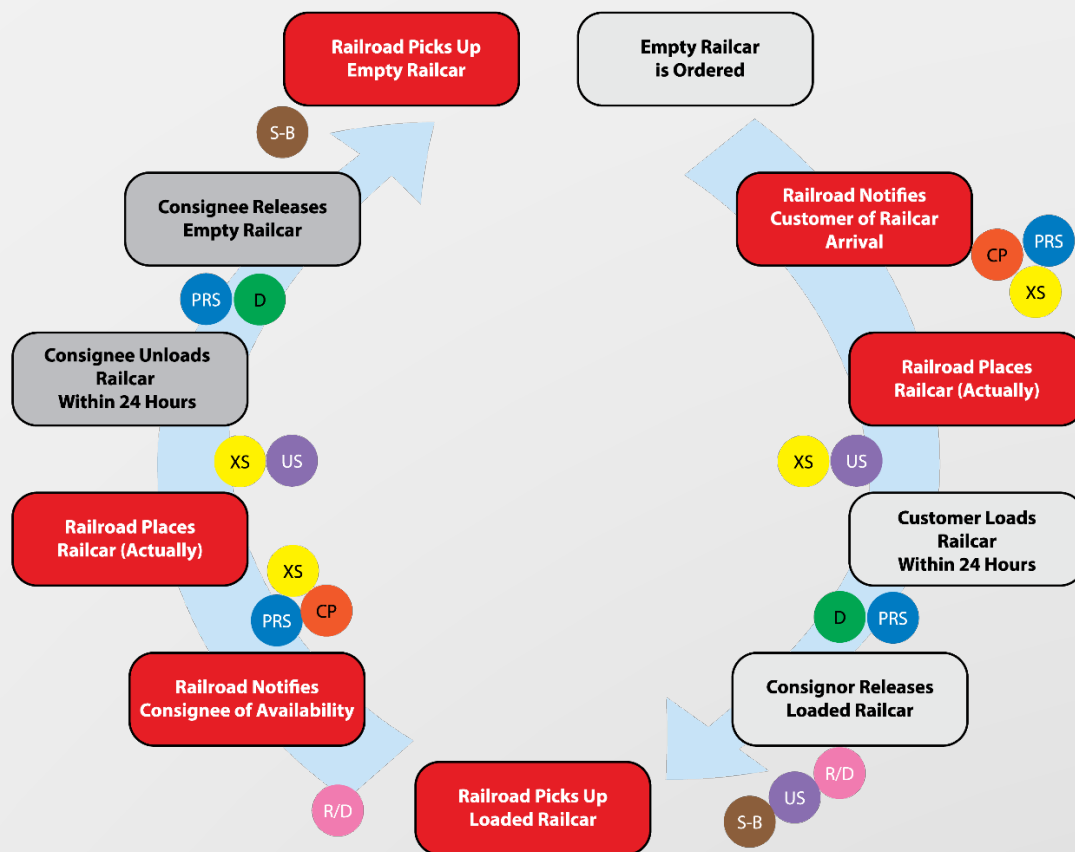 Railroad Picks Up
Empty Railcar
Empty Railcar
is Ordered
S-B
Consignee Releases
Empty Railcar
Railroad Notifies
Customer of Railcar
Arrival
CP
PRS
XS
PRS
D
Consignee Unloads
Railcar
Within 24 Hours
Railroad Places
Railcar (Actually)
XS
US
XS
US
Railroad Places
Railcar (Actually)
Customer Loads
Railcar
Within 24 Hours
XS
PRS
CP
D
PRS
Railroad Notifies
Consignee of Availability
Consignor Releases
Loaded Railcar
R/D
Railroad Picks Up
Loaded Railcar
S-B
US
R/D